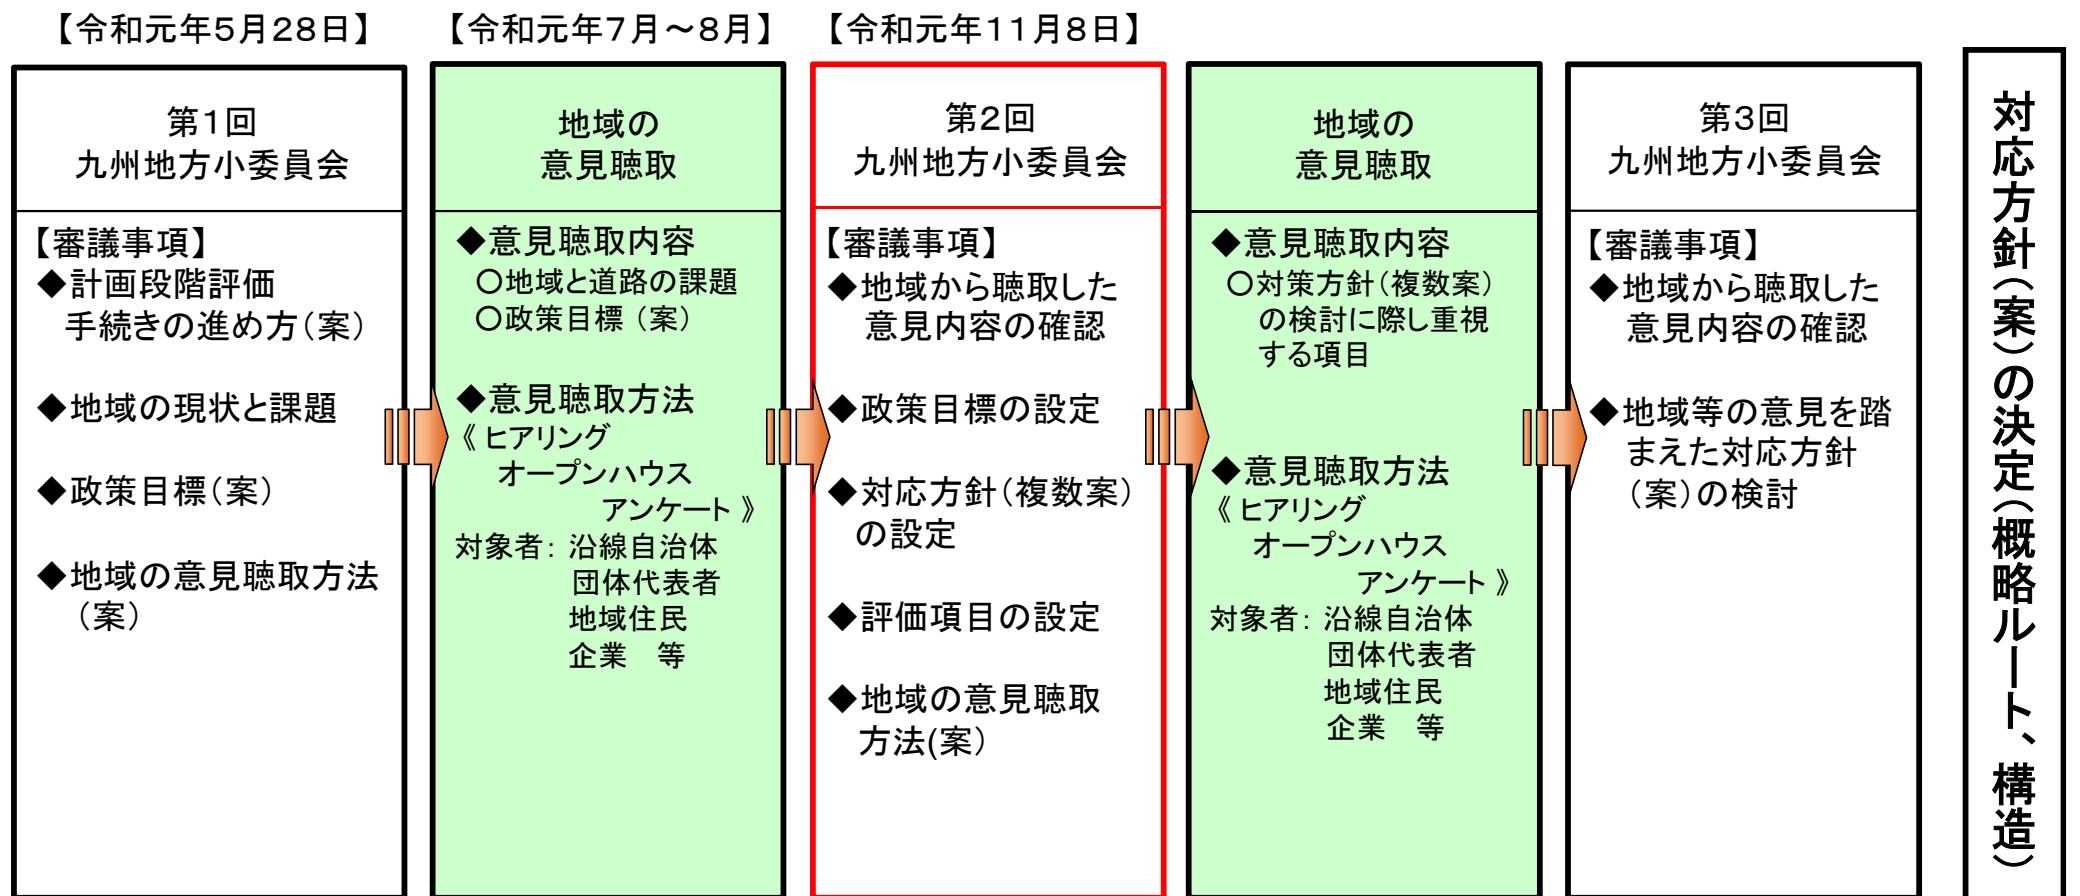 【令和元年5月28日】
【令和元年7月～8月】
【令和元年11月8日】
第1回
九州地方小委員会
【審議事項】
◆計画段階評価
手続きの進め方（案）
◆地域の現状と課題
◆政策目標（案）
◆地域の意見聴取方法
（案）
地域の
意見聴取
◆意見聴取内容
○地域と道路の課題
○政策目標（案）
◆意見聴取方法
《ヒアリング
オープンハウス
アンケート》
対象者：沿線自治体
団体代表者
地域住民
企業　等
第2回
九州地方小委員会
【審議事項】
◆地域から聴取した
意見内容の確認
◆政策目標の設定
◆対応方針（複数案）
の設定
◆評価項目の設定
◆地域の意見聴取
方法(案）
地域の
意見聴取
◆意見聴取内容
○対策方針（複数案）
の検討に際し重視
する項目
◆意見聴取方法
《ヒアリング
オープンハウス
アンケート》
対象者：沿線自治体
団体代表者
地域住民
企業　等
第3回
九州地方小委員会
【審議事項】
◆地域から聴取した
意見内容の確認
◆地域等の意見を踏
まえた対応方針
（案）の検討
対応方針（案）の決定（概略ルート、構造）